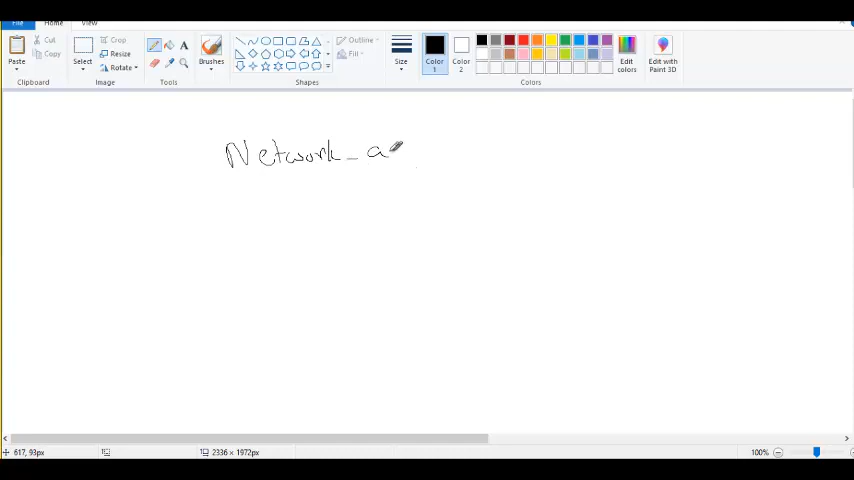 File Home View
Paste
Cut
Copy
Clipboard
Select
Crop
Resize
Rotate
Image
Tools
Brushes
Outline
Fill
Shapes
Size
Color 1
Color 2
Edit colors
Colors
Edit with Paint 3D
Network_a
617, 93px
2336 × 1972px
100%